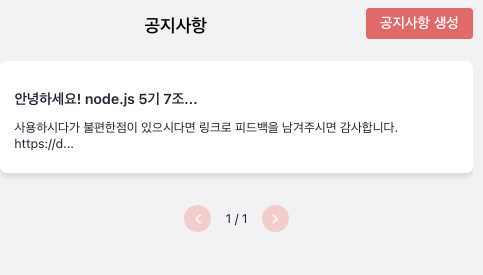 공지사항
공지사항 생성
안녕하세요! node.js 5기 7조...
사용하시다가 불편한점이 있으시다면 링크로 피드백을 남겨주시면 감사합니다.
https://d...
1 / 1